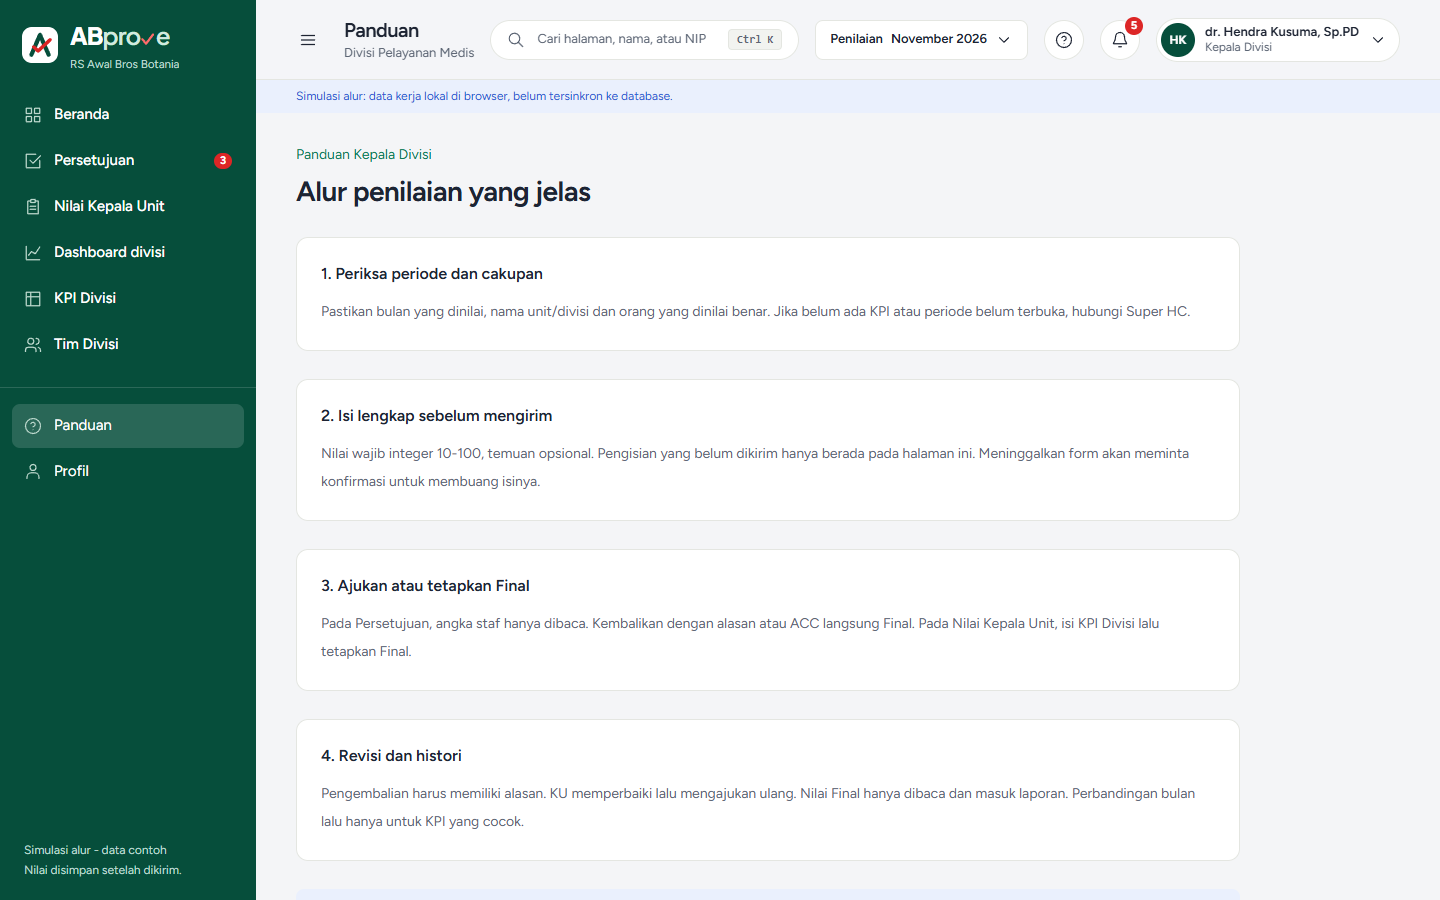 ABprove
RS Awal Bros Botania
Beranda
Persetujuan
3
Nilai Kepala Unit
Dashboard divisi
KPI Divisi
Tim Divisi
Panduan
Profil
Simulasi alur - data contoh
Nilai disimpan setelah dikirim.
Panduan
Divisi Pelayanan Medis
Cari halaman, nama, atau NIP
Ctrl K
Penilaian November 2026
5
HK
dr. Hendra Kusuma, Sp.PD
Kepala Divisi
Simulasi alur: data kerja lokal di browser, belum tersinkron ke database.
Panduan Kepala Divisi
Alur penilaian yang jelas
1. Periksa periode dan cakupan
Pastikan bulan yang dinilai, nama unit/divisi dan orang yang dinilai benar. Jika belum ada KPI atau periode belum terbuka, hubungi Super HC.
2. Isi lengkap sebelum mengirim
Nilai wajib integer 10-100, temuan opsional. Pengisian yang belum dikirim hanya berada pada halaman ini. Meninggalkan form akan meminta
konfirmasi untuk membuang isinya.
3. Ajukan atau tetapkan Final
Pada Persetujuan, angka staf hanya dibaca. Kembalikan dengan alasan atau ACC langsung Final. Pada Nilai Kepala Unit, isi KPI Divisi lalu
tetapkan Final.
4. Revisi dan histori
Pengembalian harus memiliki alasan. KU memperbaiki lalu mengajukan ulang. Nilai Final hanya dibaca dan masuk laporan. Perbandingan bulan
lalu hanya untuk KPI yang cocok.